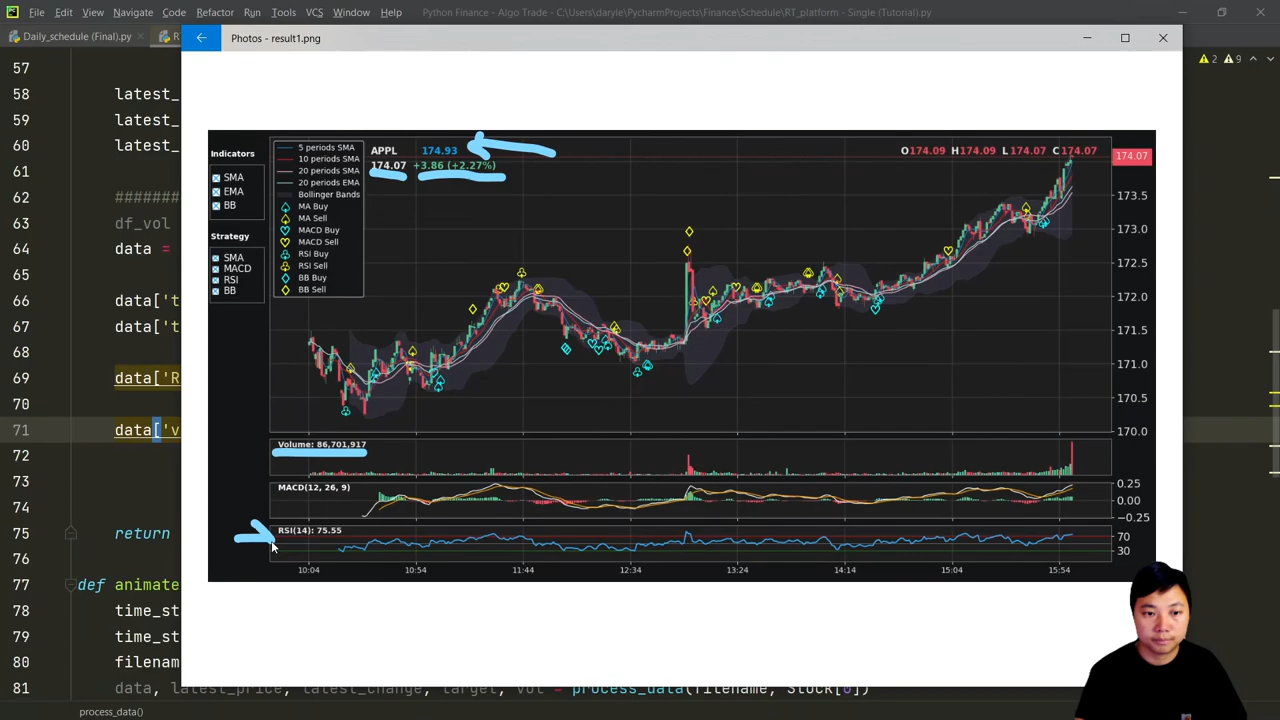 File Edit View Navigate Code Refactor Run Tools VCS Window Help Python Finance - Algo Trade - C:\Users\daryle\PycharmProjects\Finance\Schedule\RT_platform - Single (Tutorial).py
Daily_schedule (Final).py
Photos - result1.png
2 9
57
58 latest_
59 latest_
60 latest_
61
62 #######
63 df_vol
64 data =
65
66 data['t
67 data['t
68
69 data['R
70
71 data['v
72
73
74
75 return
76
77 def animate
78 time_st
79 time_st
80 filenam
81 data, latest_price, latest_change, target, vol = process_data(filename, Stock[0])
process_data()
Indicators
SMA
EMA
BB
Strategy
SMA
MACD
RSI
BB
5 periods SMA
10 periods SMA
20 periods SMA
20 periods EMA
Bollinger Bands
MA Buy
MA Sell
MACD Buy
MACD Sell
RSI Buy
RSI Sell
BB Buy
BB Sell
APPL 174.93
174.07 +3.86 (+2.27%)
O174.09 H174.09 L174.07 C174.07
174.07
173.5
173.0
172.5
172.0
171.5
171.0
170.5
170.0
Volume: 86,701,917
MACD(12, 26, 9)
0.25
0.00
−0.25
RSI(14): 75.55
70
30
10:04 10:54 11:44 12:34 13:24 14:14 15:04 15:54